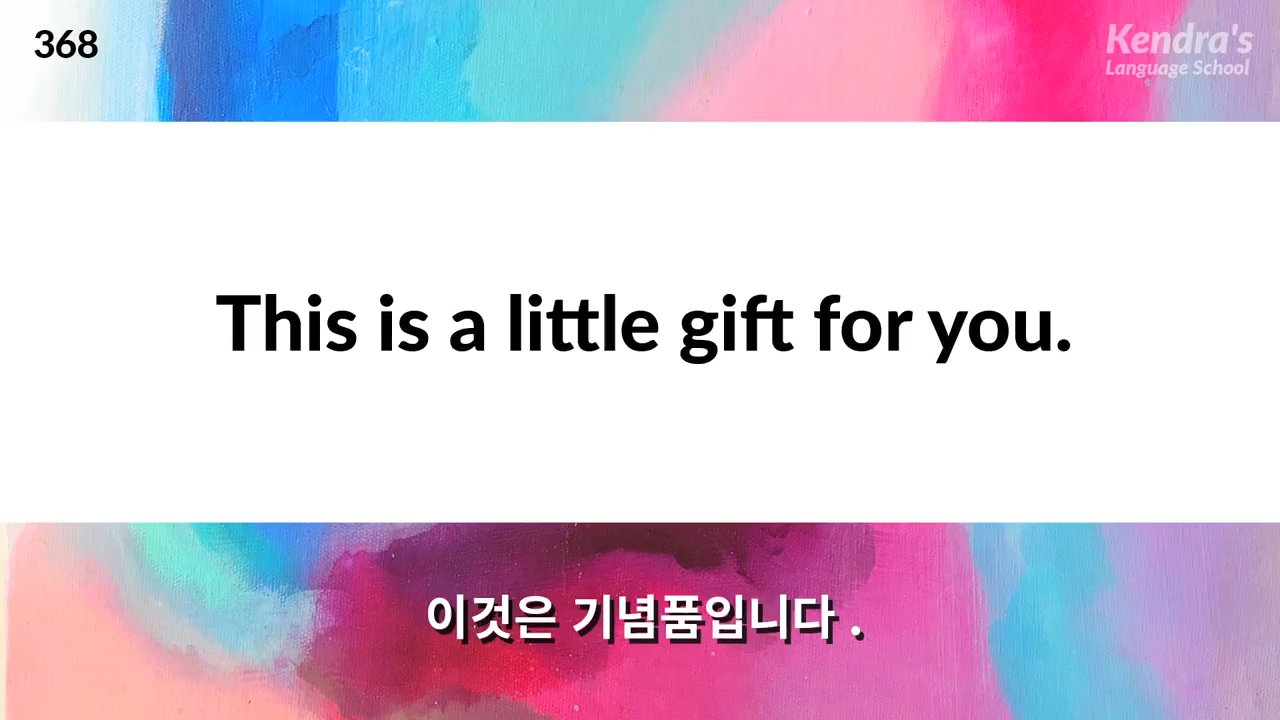 368
Kendra's
Language School
This is a little gift for you.
이것은 기념품입니다 .